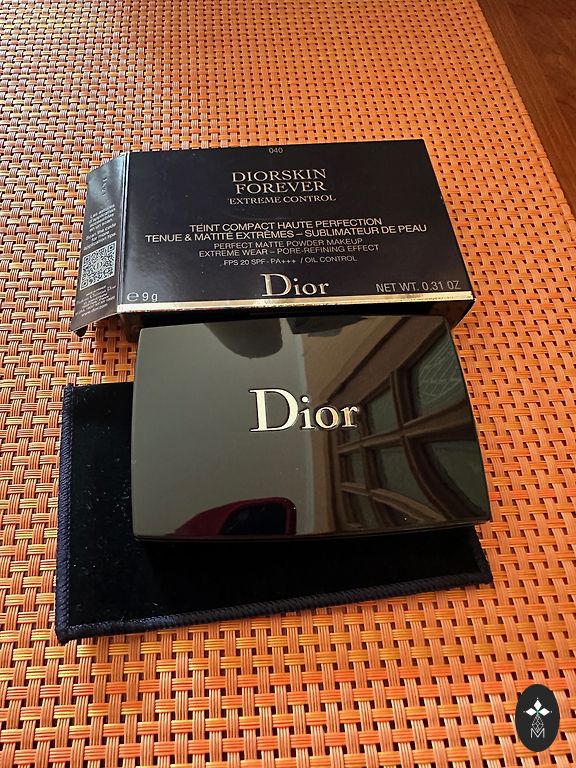 040
DIORSKIN
FOREVER
EXTREME CONTROL
TEINT COMPACT HAUTE PERFECTION
TENUE & MATITÉ EXTRÊMES – SUBLIMATEUR DE PEAU
PERFECT MATTE POWDER MAKEUP
EXTREME WEAR – PORE-REFINING EFFECT
FPS 20 SPF - PA+++ / OIL CONTROL
Dior
℮ 9 g
NET WT. 0.31 OZ
Dior